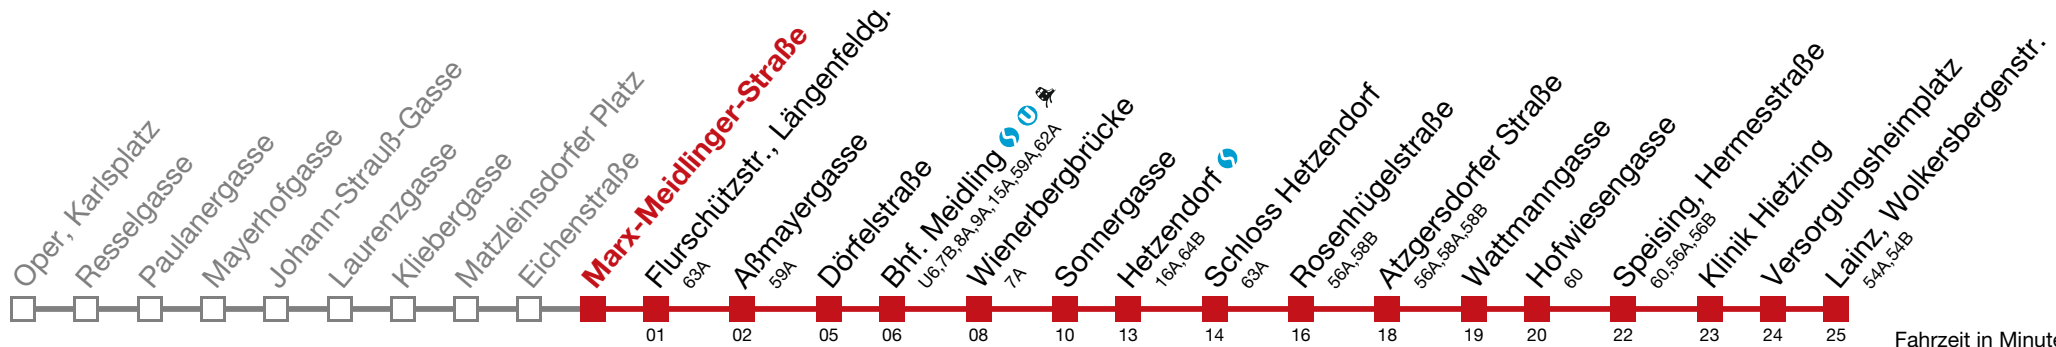 Oper, Karlsplatz
Resselgasse
Paulanergasse
Mayerhofgasse
Johann-Strauß-Gasse
Laurenzgasse
Kliebergasse
Matzleinsdorfer Platz
Eichenstraße
Marx-Meidlinger-Straße
Flurschützstr., Längenfeldg.
63A
Aßmayergasse
59A
Dörfelstraße
Bhf. Meidling S U
U6,7B,8A,9A,15A,59A,62A
Wienerbergbrücke
7A
Sonnergasse
Hetzendorf S
16A,64B
Schloss Hetzendorf
63A
Rosenhügelstraße
56A,58B
Atzgersdorfer Straße
56A,58A,58B
Wattmanngasse
Hofwiesengasse
60
Speising, Hermesstraße
60,56A,56B
Klinik Hietzing
Versorgungsheimplatz
Lainz, Wolkersbergenstr.
54A,54B
01 02 05 06 08 10 13 14 16 18 19 20 22 23 24 25
Fahrzeit in Minute